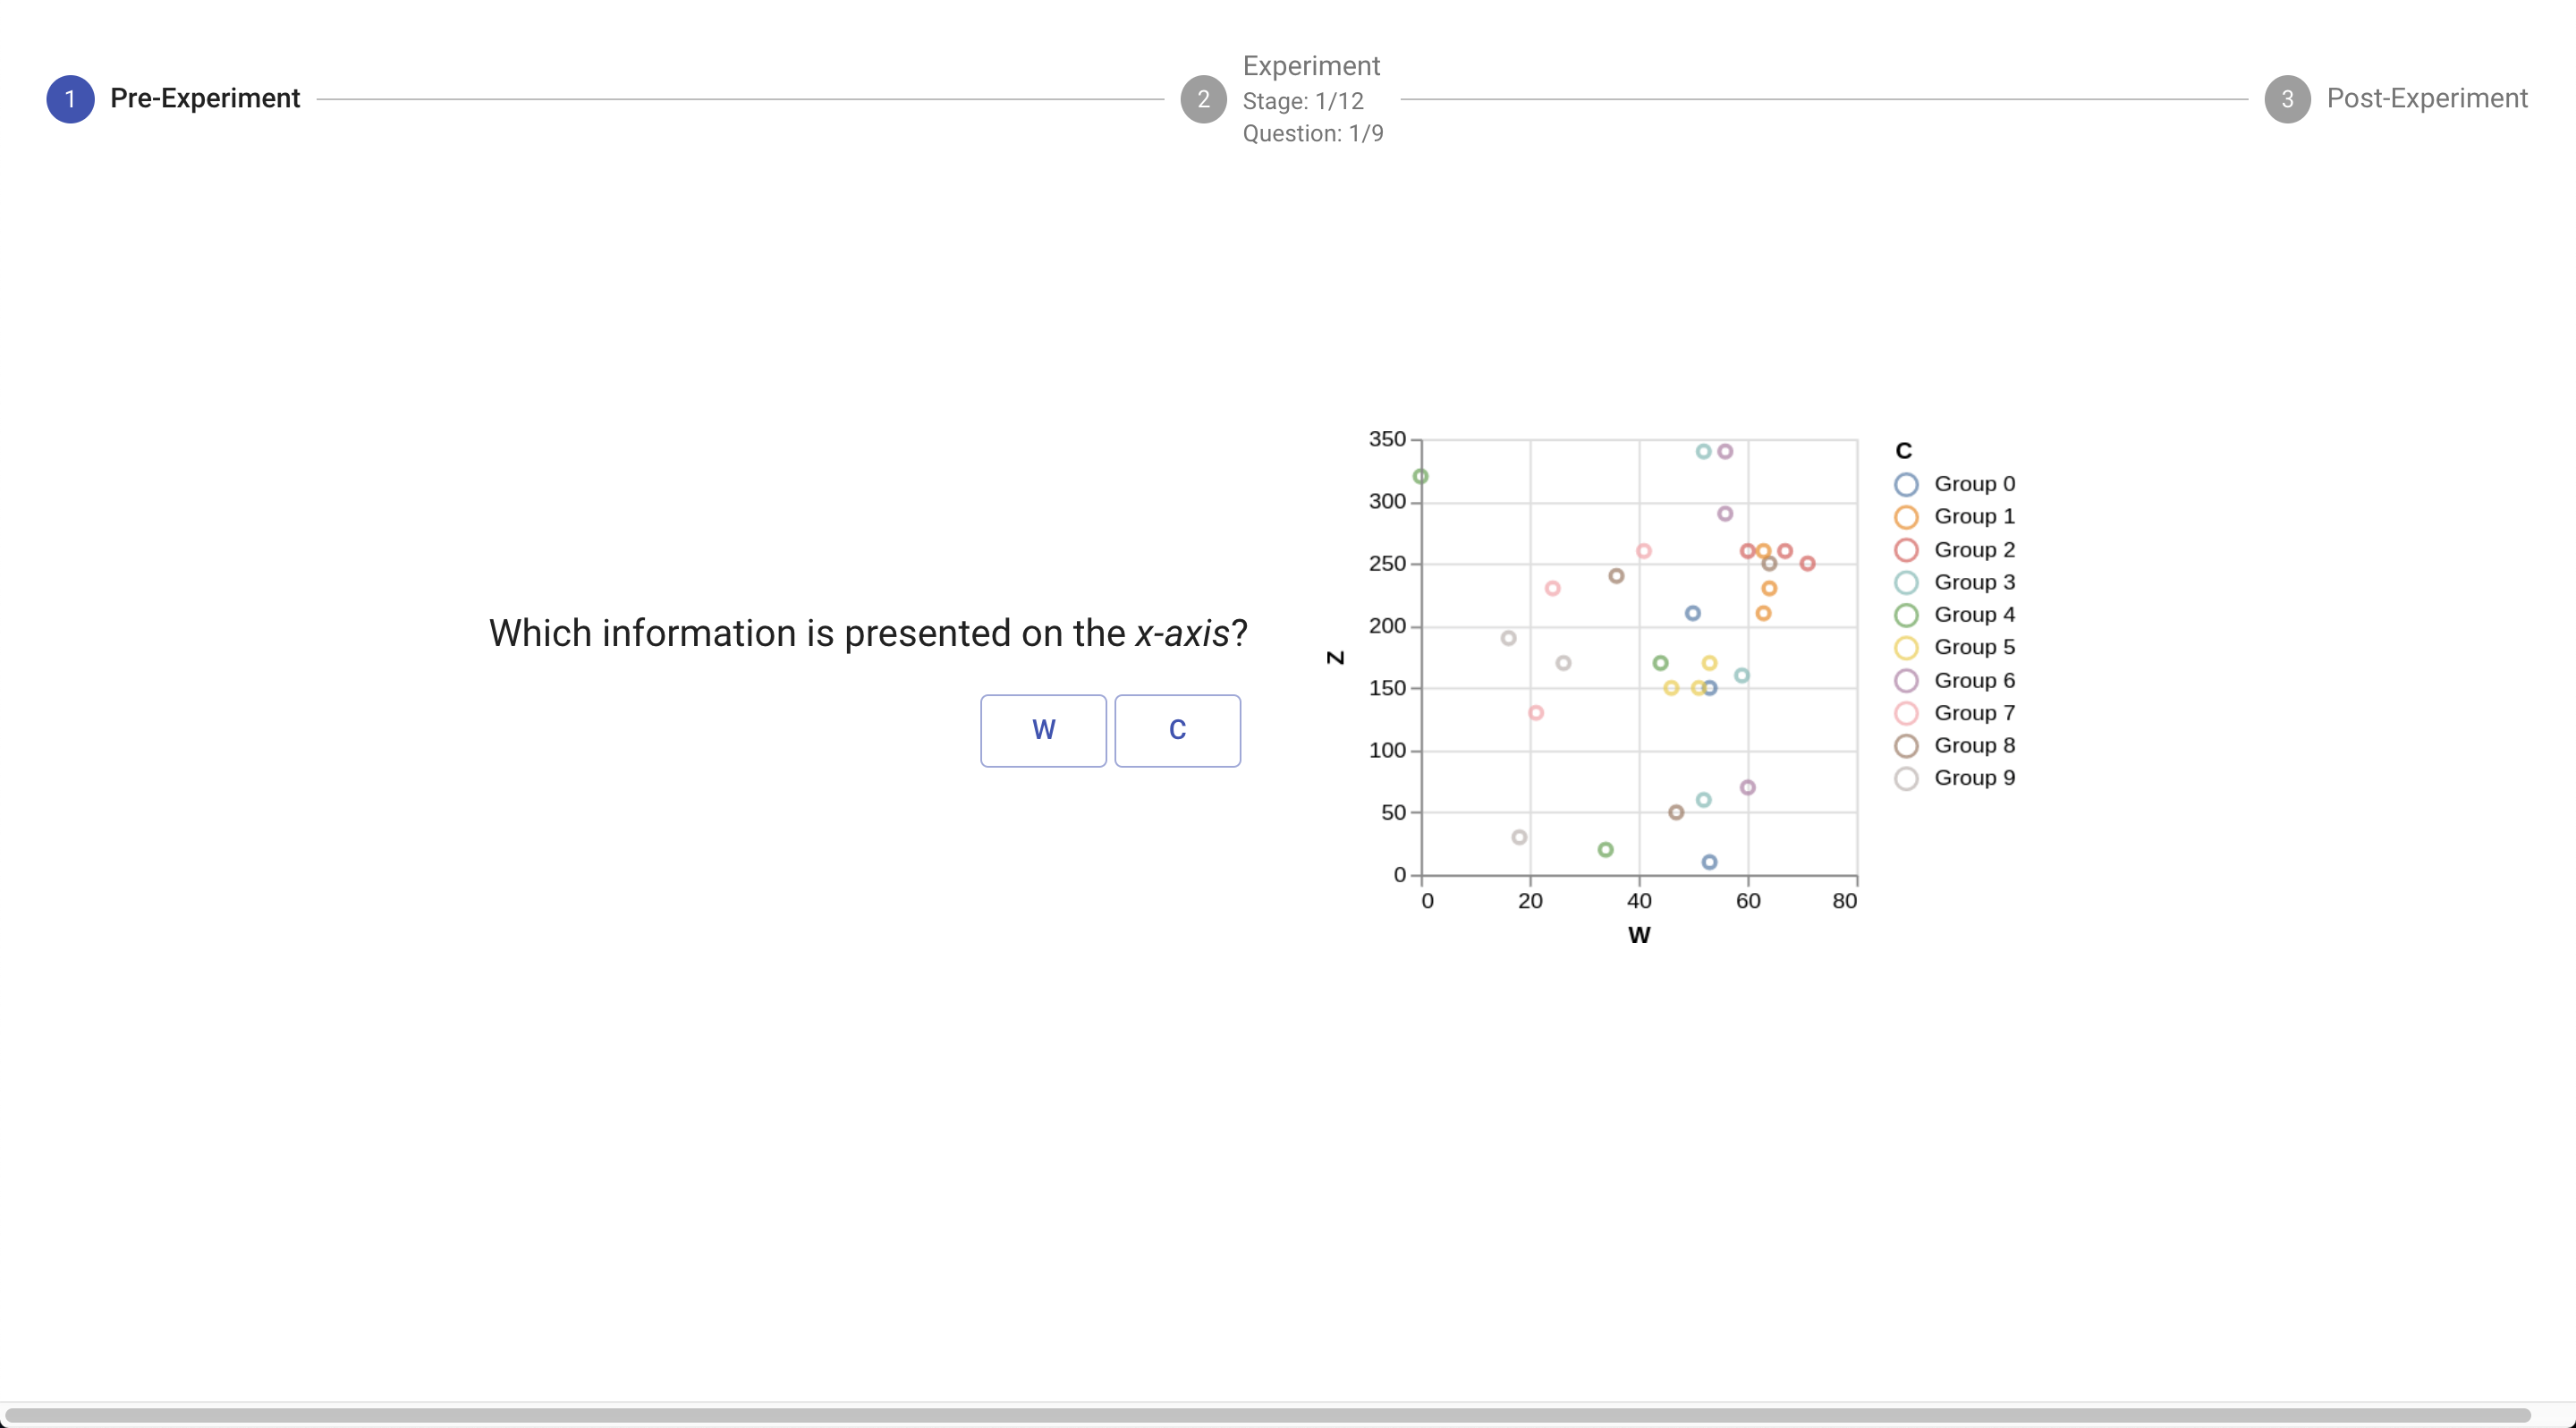 1 Pre-Experiment
2 Experiment
Stage: 1/12
Question: 1/9
3 Post-Experiment
Which information is presented on the x-axis?
W C
Z
350
300
250
200
150
100
50
0
0 20 40 60 80
W
C
Group 0
Group 1
Group 2
Group 3
Group 4
Group 5
Group 6
Group 7
Group 8
Group 9